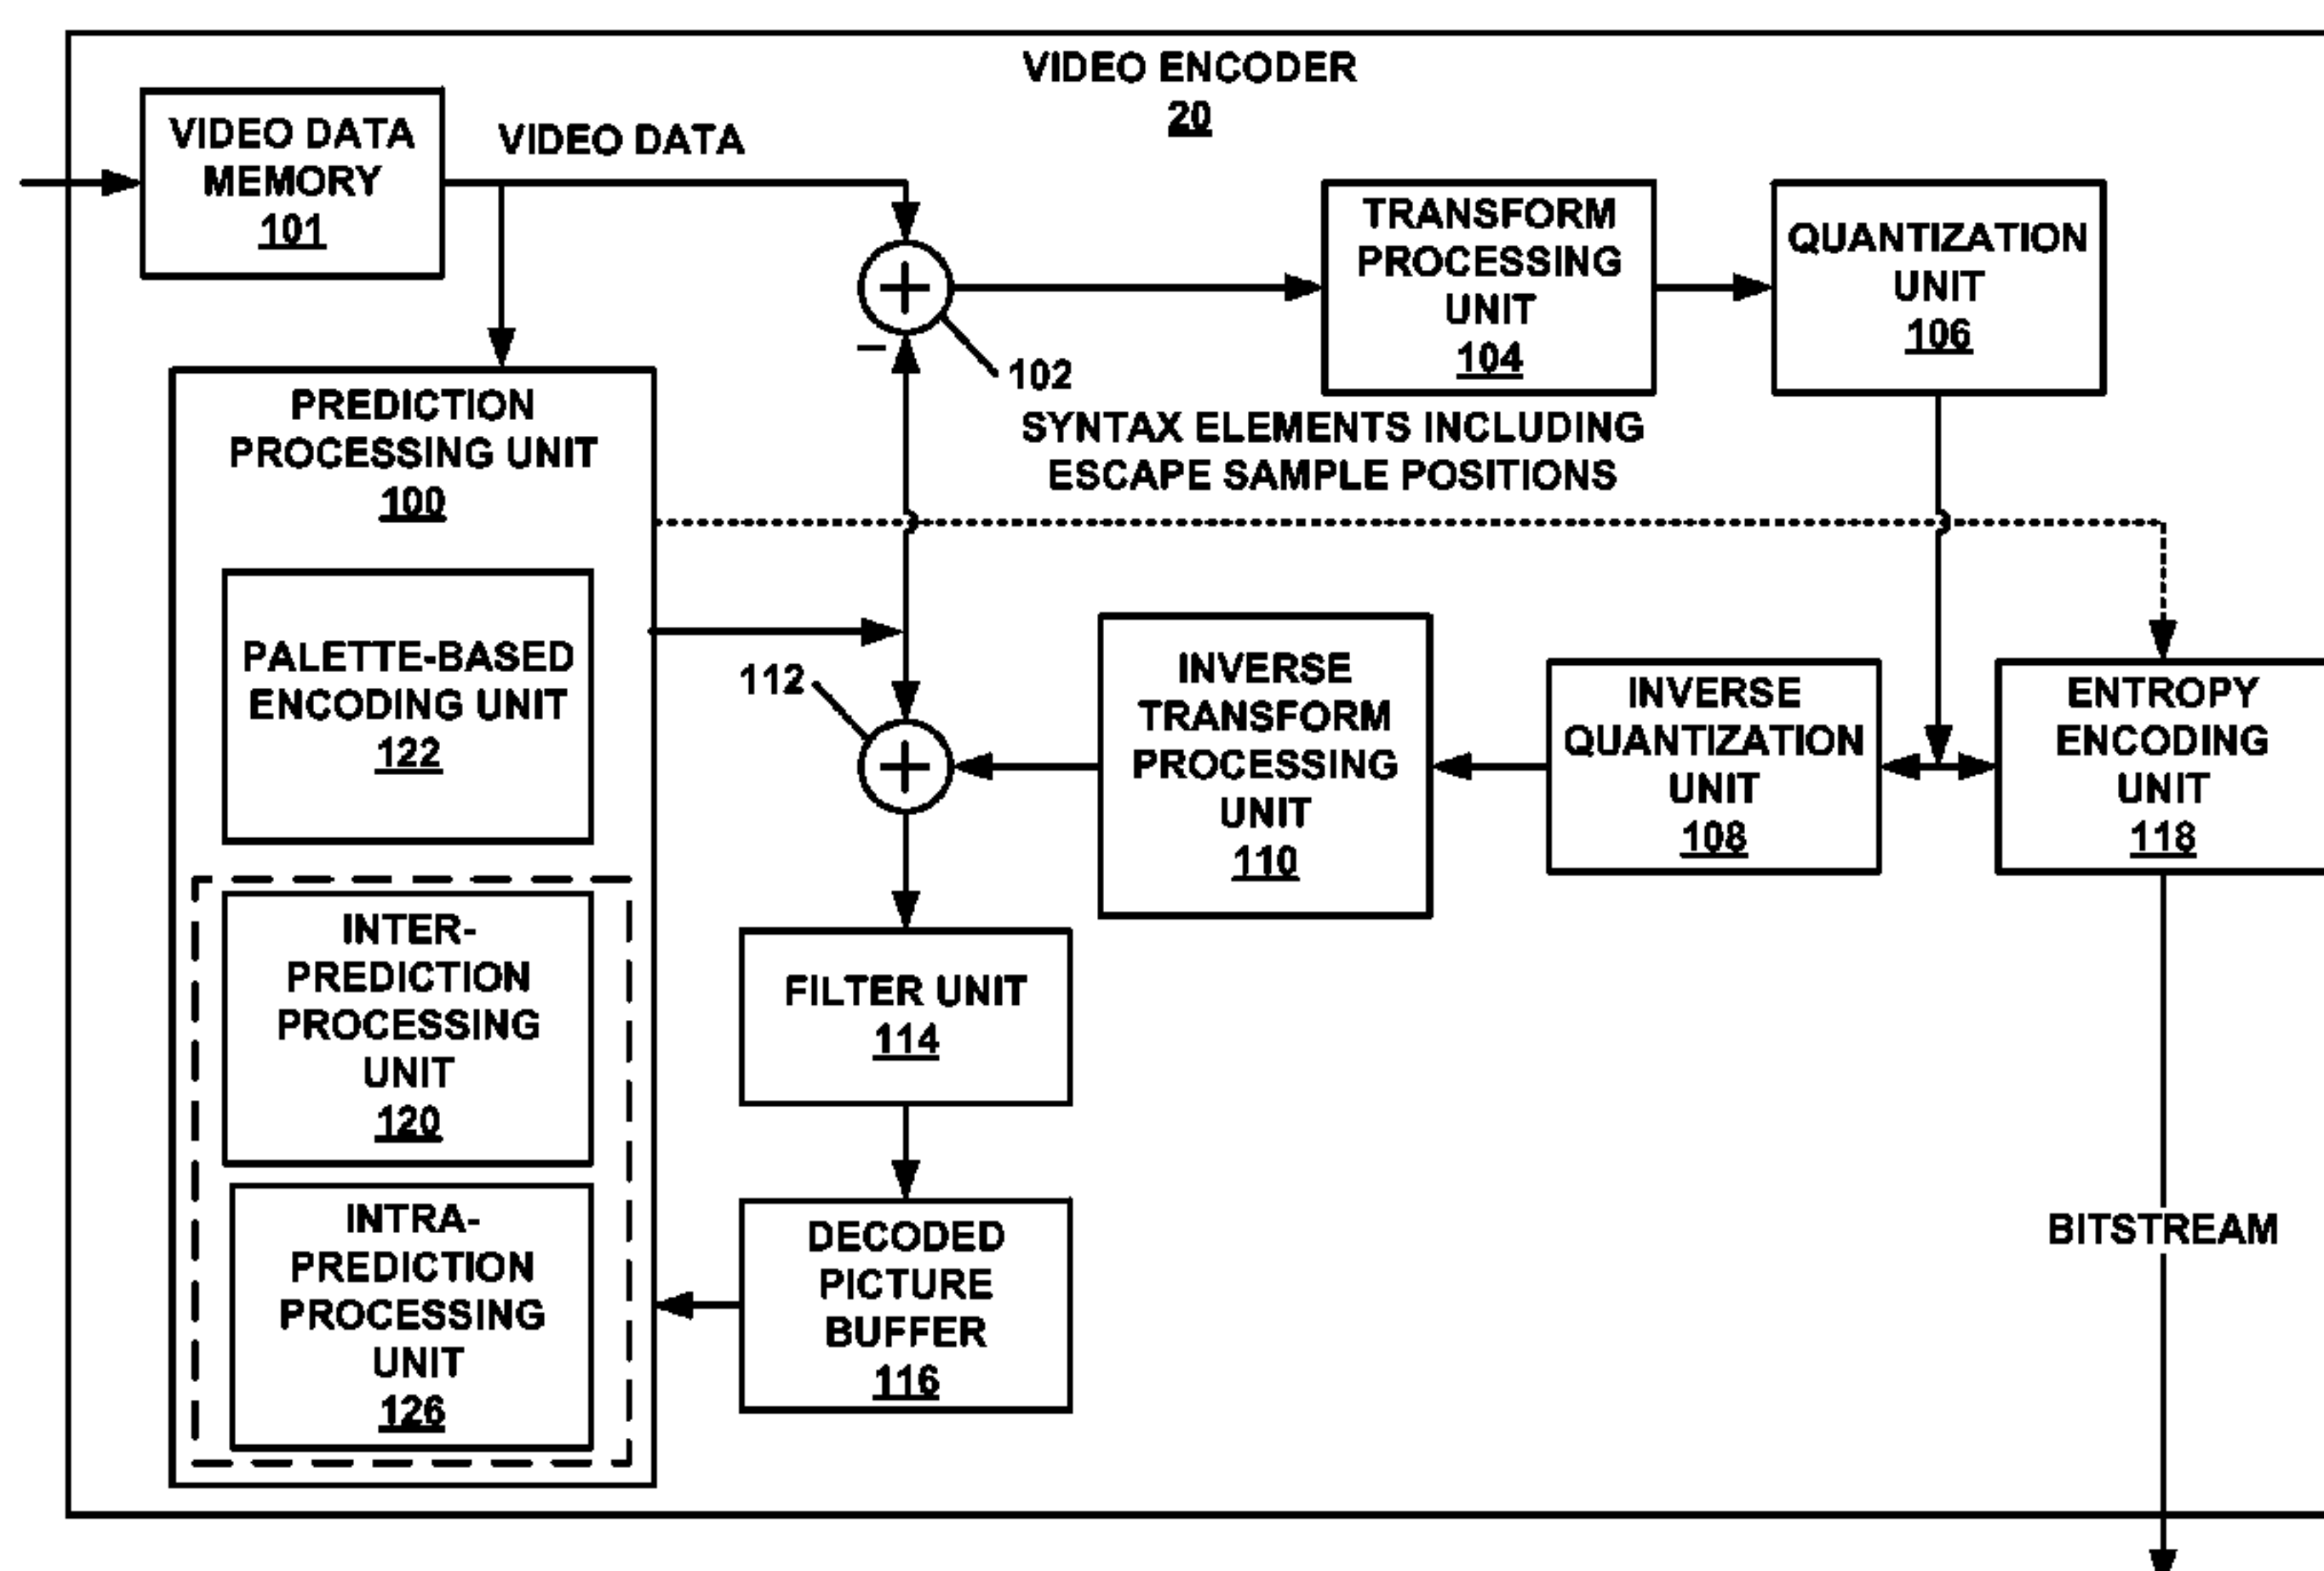 VIDEO ENCODER
20
VIDEO DATA
MEMORY
101
VIDEO DATA
TRANSFORM
PROCESSING
UNIT
104
QUANTIZATION
UNIT
106
–
102
PREDICTION
PROCESSING UNIT
100
SYNTAX ELEMENTS INCLUDING
ESCAPE SAMPLE POSITIONS
PALETTE-BASED
ENCODING UNIT
122
112
INVERSE
TRANSFORM
PROCESSING
UNIT
110
INVERSE
QUANTIZATION
UNIT
108
ENTROPY
ENCODING
UNIT
118
INTER-
PREDICTION
PROCESSING
UNIT
120
FILTER UNIT
114
INTRA-
PREDICTION
PROCESSING
UNIT
126
DECODED
PICTURE
BUFFER
116
BITSTREAM